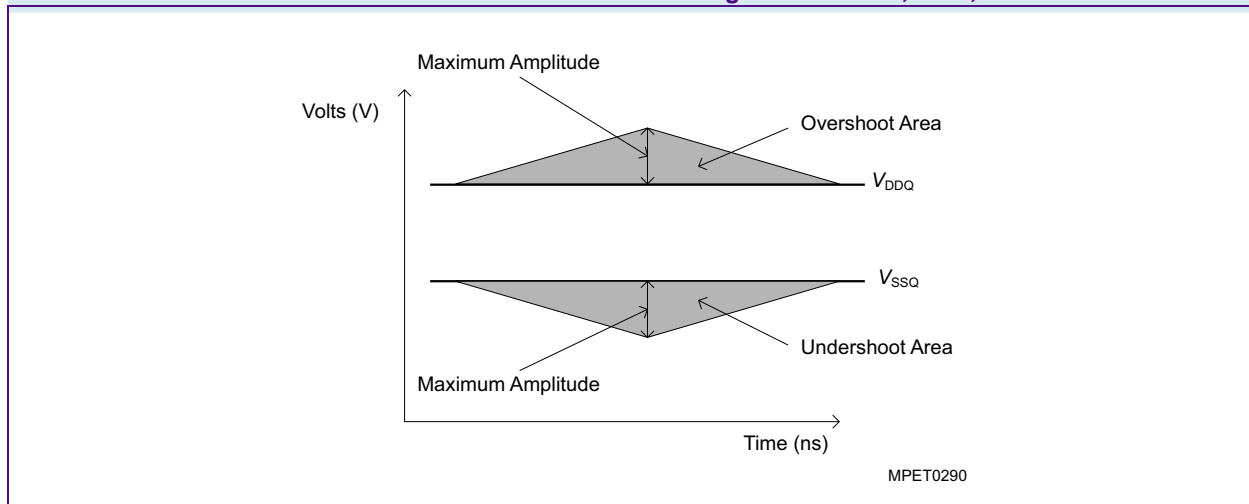 Maximum Amplitude
Volts (V)
Overshoot Area
VDDQ
VSSQ
Undershoot Area
Maximum Amplitude
Time (ns)
MPET0290